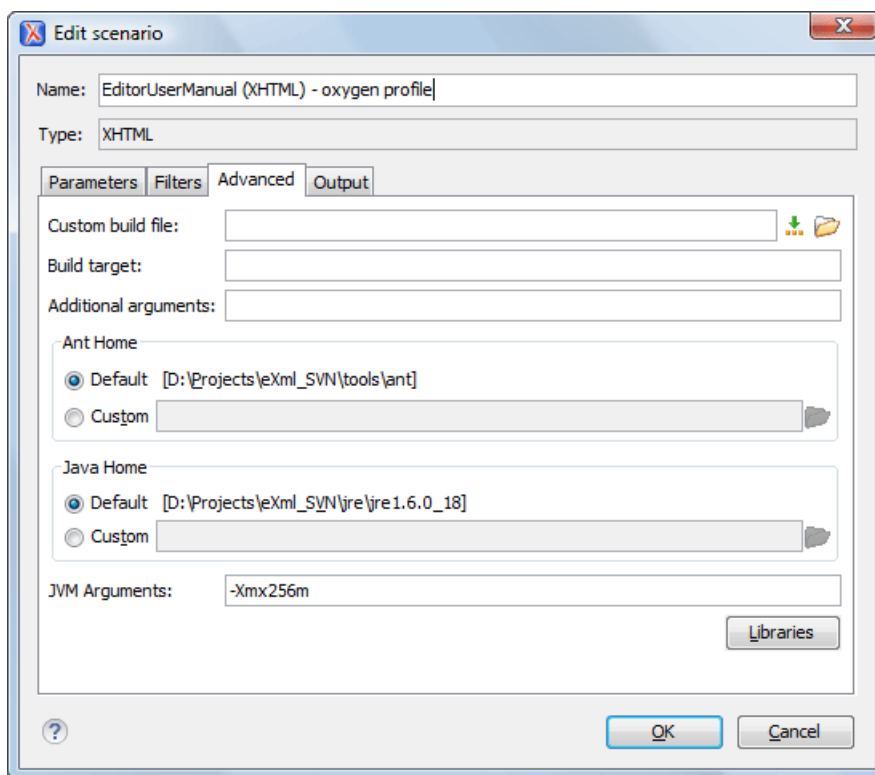 Edit scenario
Name: EditorUserManual (XHTML) - oxygen profile
Type: XHTML
Parameters Filters Advanced Output
Custom build file:
Build target:
Additional arguments:
Ant Home
Default [D:\Projects\eXml_SVN\tools\ant]
Custom
Java Home
Default [D:\Projects\eXml_SVN\jre\jre1.6.0_18]
Custom
JVM Arguments: -Xmx256m
Libraries
? OK Cancel